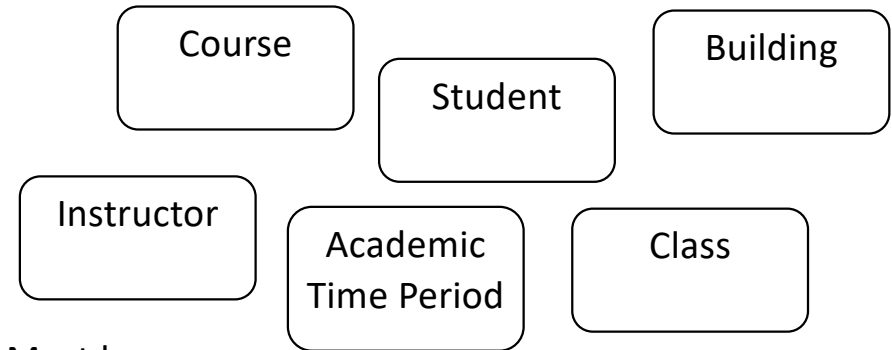 Course
Building
Student
Instructor
Academic
Time Period
Class